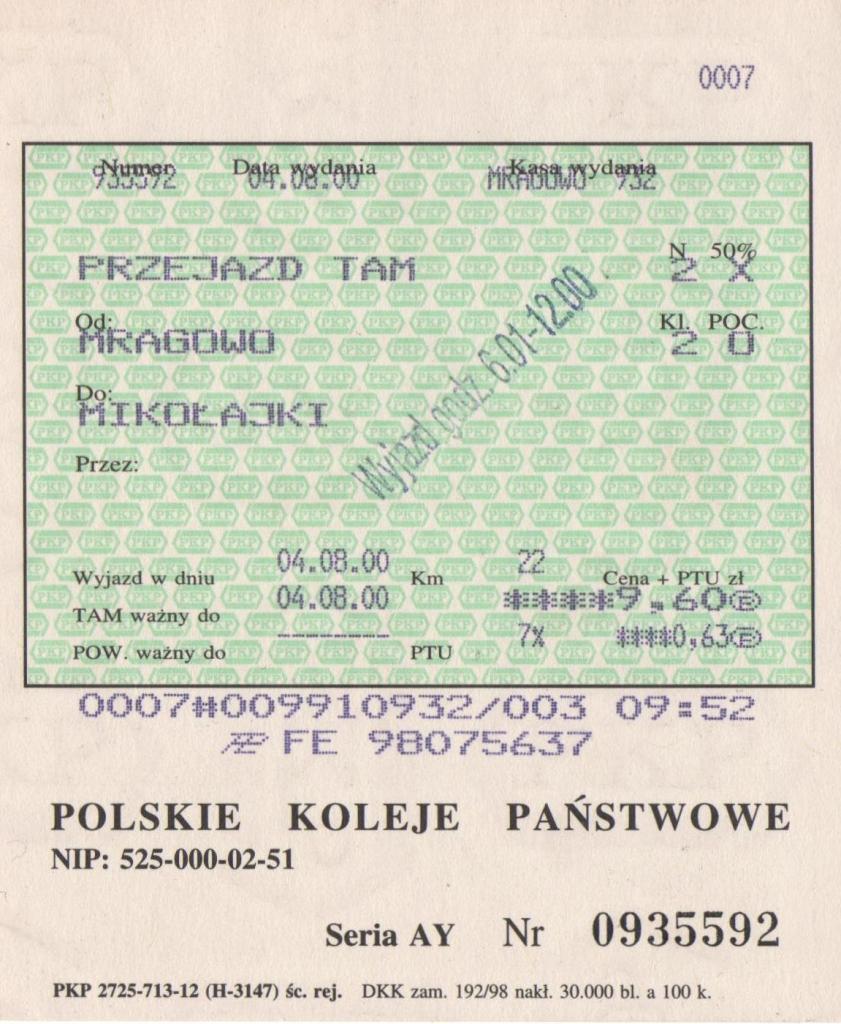 0007
Numer Data wydania Kasa wydania
935592 04.08.00 MRAGOWO 932
N 50%
PRZEJAZD TAM 2 X
Od: Kl. POC.
MRAGOWO 2 O
Do:
MIKOŁAJKI
Przez:
Wyjazd godz. 6.01-12.00
Wyjazd w dniu 04.08.00 Km 22 Cena + PTU zł
TAM ważny do 04.08.00 *****9.60Ⓑ
POW. ważny do -------- PTU 7% ****0,63Ⓑ
0007#009910932/003 09:52
FE 98075637
POLSKIE KOLEJE PAŃSTWOWE
NIP: 525-000-02-51
Seria AY Nr 0935592
PKP 2725-713-12 (H-3147) śc. rej. DKK zam. 192/98 nakł. 30.000 bl. a 100 k.